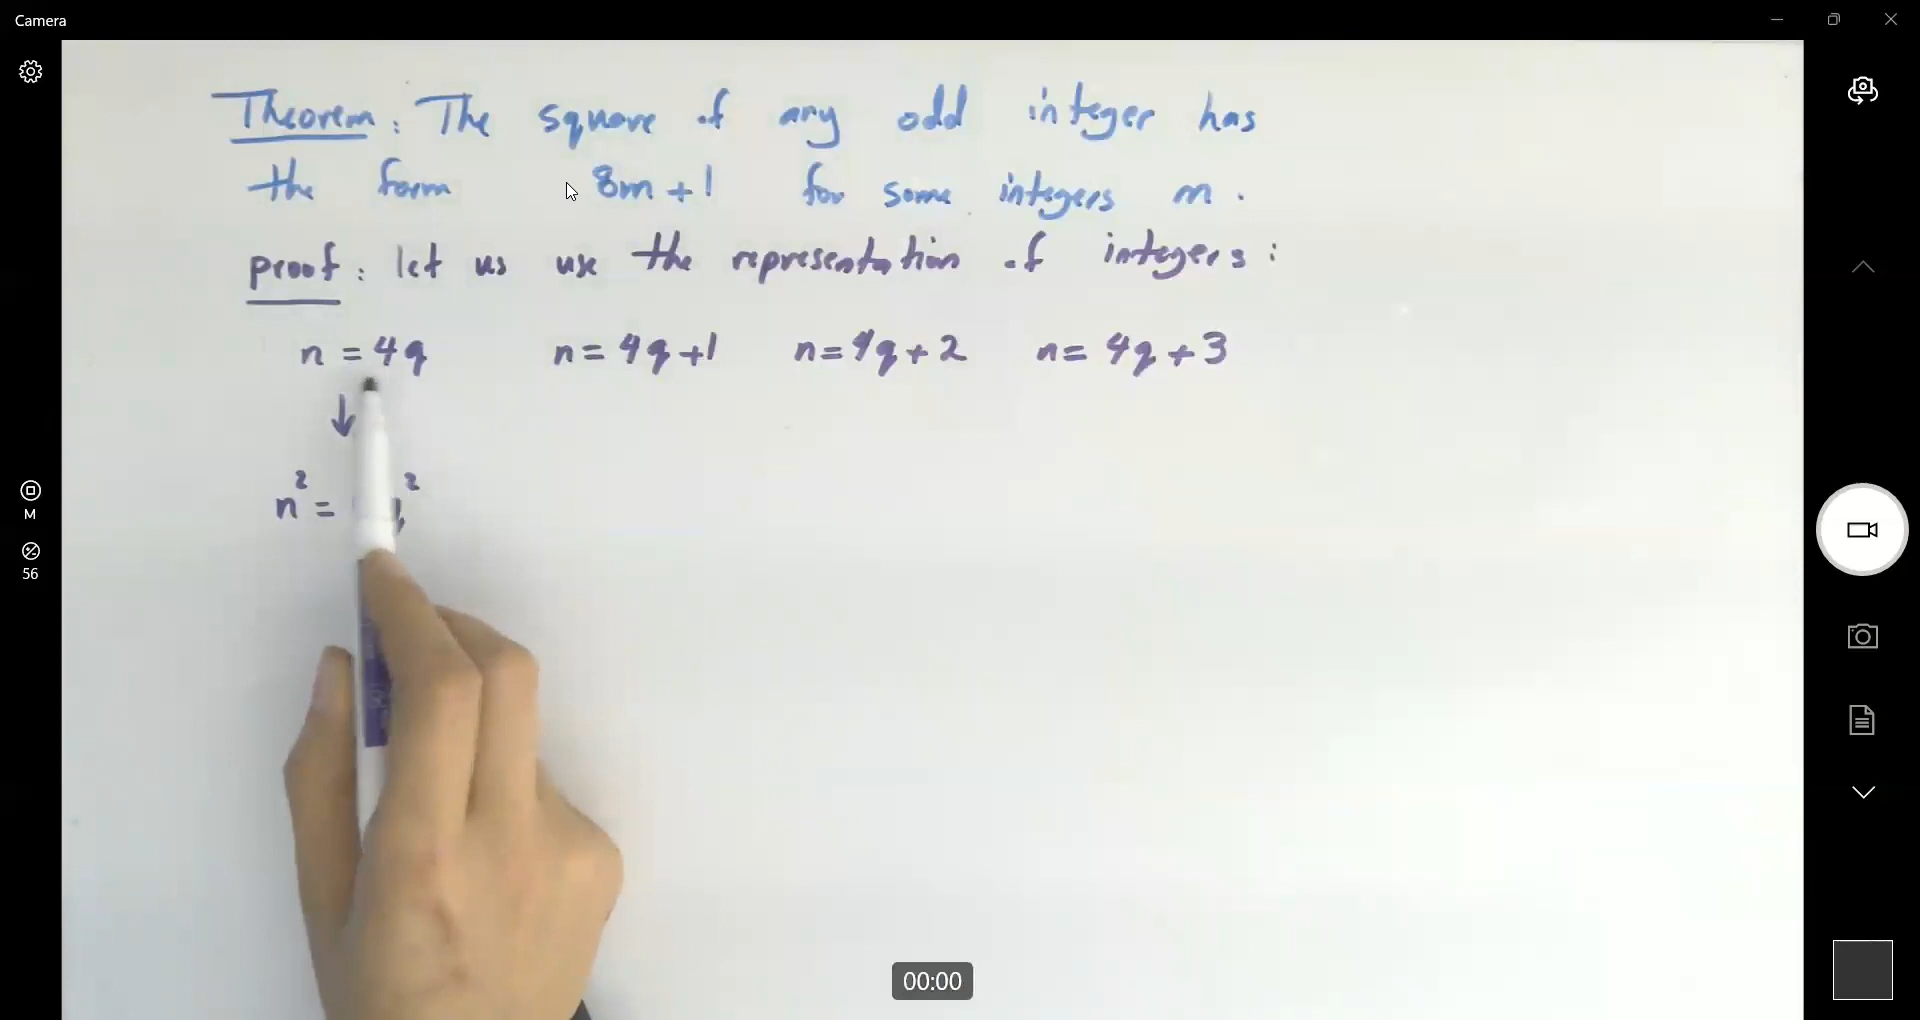 Camera
Theorem: The square of any odd integer has
the form 8m+1 for some integers m.
proof: let us use the representation of integers:
n = 4q n = 4q +1 n = 4q + 2 n = 4q + 3
↓
n² = ²
M
56
00:00